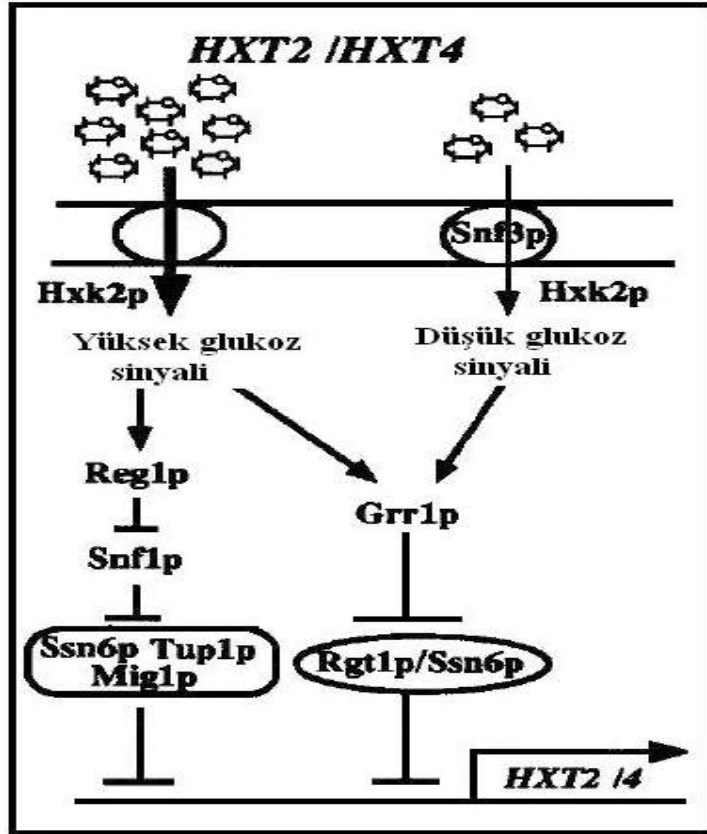 HXT2 /HXT4
Snf3p
Hxk2p
Hxk2p
Yüksek glukoz
sinyali
Düşük glukoz
sinyali
Reg1p
Grr1p
Snf1p
Ssn6p Tup1p
Mig1p
Rgt1p/Ssn6p
HXT2 /4